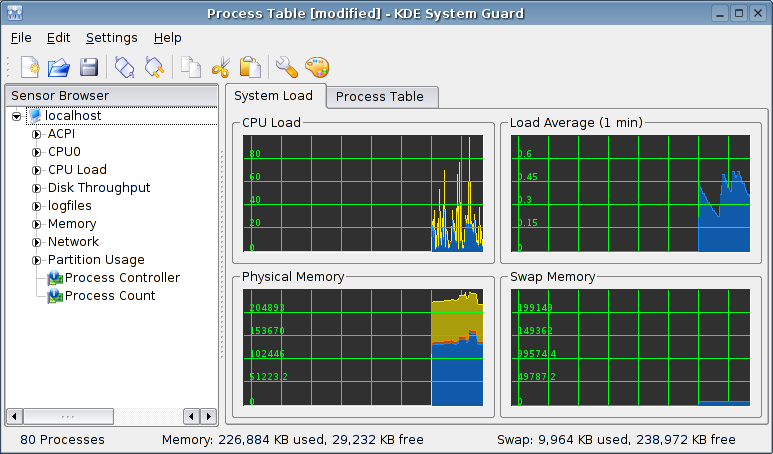 Process Table [modified] - KDE System Guard
File Edit Settings Help
Sensor Browser
localhost
ACPI
CPU0
CPU Load
Disk Throughput
logfiles
Memory
Network
Partition Usage
Process Controller
Process Count
System Load
Process Table
CPU Load
80
60
40
20
0
Load Average (1 min)
0.6
0.45
0.3
0.15
0
Physical Memory
204893
153670
102446
51223.2
0
Swap Memory
199149
149362
99574.4
49787.2
0
80 Processes
Memory: 226,884 KB used, 29,232 KB free
Swap: 9,964 KB used, 238,972 KB free